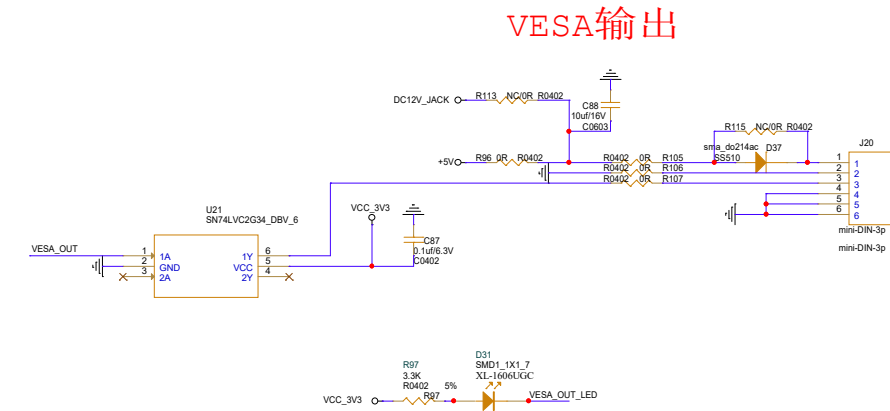 VESA输出
DC12V_JACK
R113 NC/0R R0402
C88
10uf/16V
C0603
R115 NC/0R R0402
sma_do214ac D37
SS510
J20
+5V
R96 0R R0402
R0402 0R R105
R0402 0R R106
R0402 0R R107
1 1
2 2
3 3
4 4
5 5
6 6
mini-DIN-3p
mini-DIN-3p
U21
SN74LVC2G34_DBV_6
VCC_3V3
C87
0.1uf/6.3V
C0402
VESA_OUT
1 1A 1Y 6
2 GND VCC 5
3 2A 2Y 4
R97
3.3K
R0402 5%
R97
D31
SMD1_1X1_7
XL-1606UGC
VCC_3V3
VESA_OUT_LED